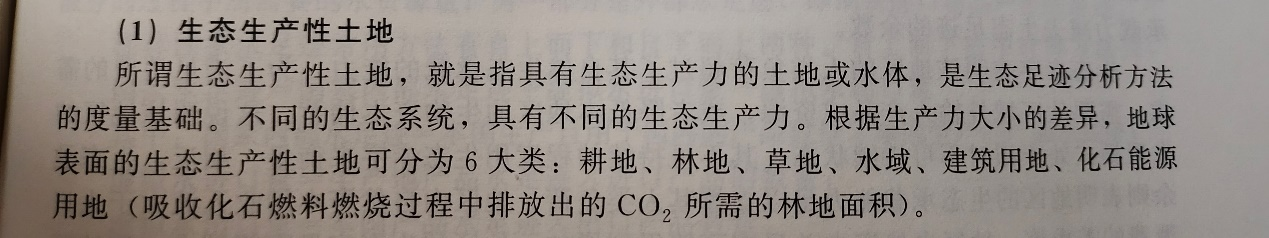 (1) 生态生产性土地
所谓生态生产性土地，就是指具有生态生产力的土地或水体，是生态足迹分析方法
的度量基础。不同的生态系统，具有不同的生态生产力。根据生产力大小的差异，地球
表面的生态生产性土地可分为 6 大类：耕地、林地、草地、水域、建筑用地、化石能源
用地（吸收化石燃料燃烧过程中排放出的 CO₂ 所需的林地面积）。